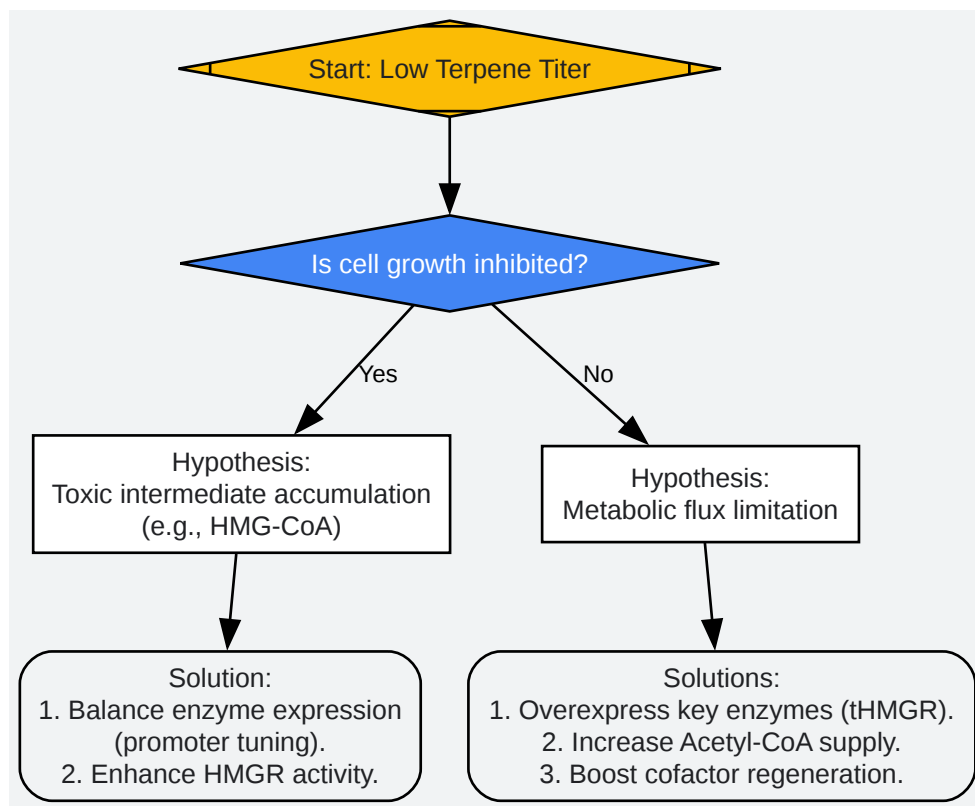 Start: Low Terpene Titer
Is cell growth inhibited?
Yes
No
Hypothesis:
Toxic intermediate accumulation
(e.g., HMG-CoA)
Hypothesis:
Metabolic flux limitation
Solution:
1. Balance enzyme expression
(promoter tuning).
2. Enhance HMGR activity.
Solutions:
1. Overexpress key enzymes (tHMGR).
2. Increase Acetyl-CoA supply.
3. Boost cofactor regeneration.